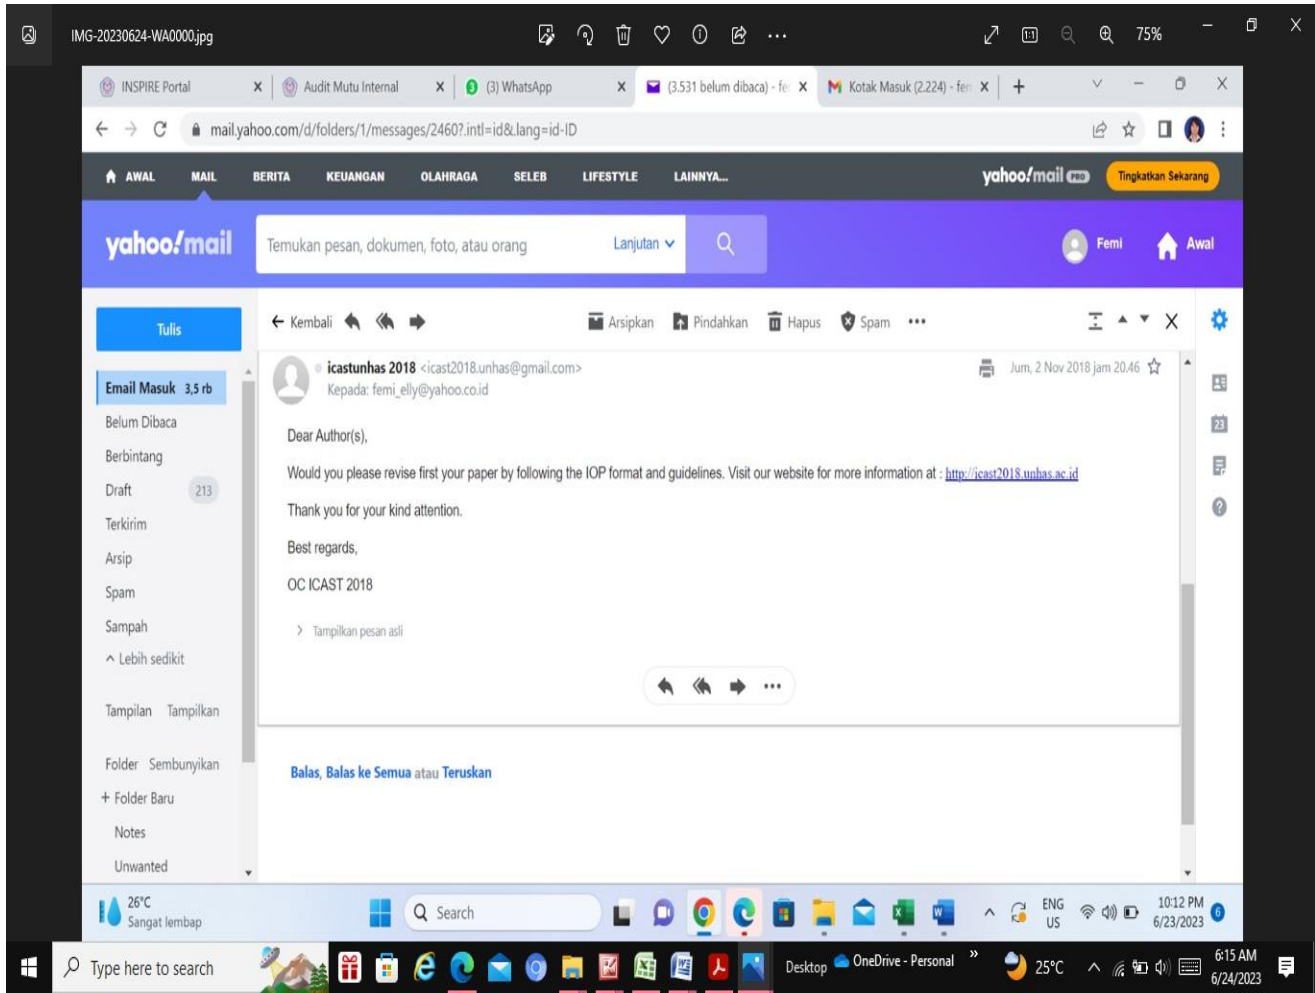 IMG-20230624-WA0000.jpg
75%
INSPIRE Portal
Audit Mutu Internal
(3) WhatsApp
(3.531 belum dibaca) - fe
Kotak Masuk (2.224) - fem
mail.yahoo.com/d/folders/1/messages/2460?.intl=id&.lang=id-ID
AWAL MAIL BERITA KEUANGAN OLAHRAGA SELEB LIFESTYLE LAINNYA... yahoo!mail PRO Tingkatkan Sekarang
yahoo!mail Temukan pesan, dokumen, foto, atau orang Lanjutan Femi Awal
Tulis
Kembali Arsipkan Pindahkan Hapus Spam
Email Masuk 3,5 rb
Belum Dibaca
Berbintang
Draft 213
Terkirim
Arsip
Spam
Sampah
Lebih sedikit
Tampilan Tampilkan
Folder Sembunyikan
+ Folder Baru
Notes
Unwanted
icastunhas 2018 <icast2018.unhas@gmail.com> Jum, 2 Nov 2018 jam 20.46
Kepada: femi_elly@yahoo.co.id
Dear Author(s),
Would you please revise first your paper by following the IOP format and guidelines. Visit our website for more information at : http://icast2018.unhas.ac.id
Thank you for your kind attention.
Best regards,
OC ICAST 2018
Tampilkan pesan asli
Balas, Balas ke Semua atau Teruskan
23
26°C
Sangat lembap
Search
ENG
US
10:12 PM
6/23/2023
6
Type here to search
Desktop
OneDrive - Personal
25°C
6:15 AM
6/24/2023